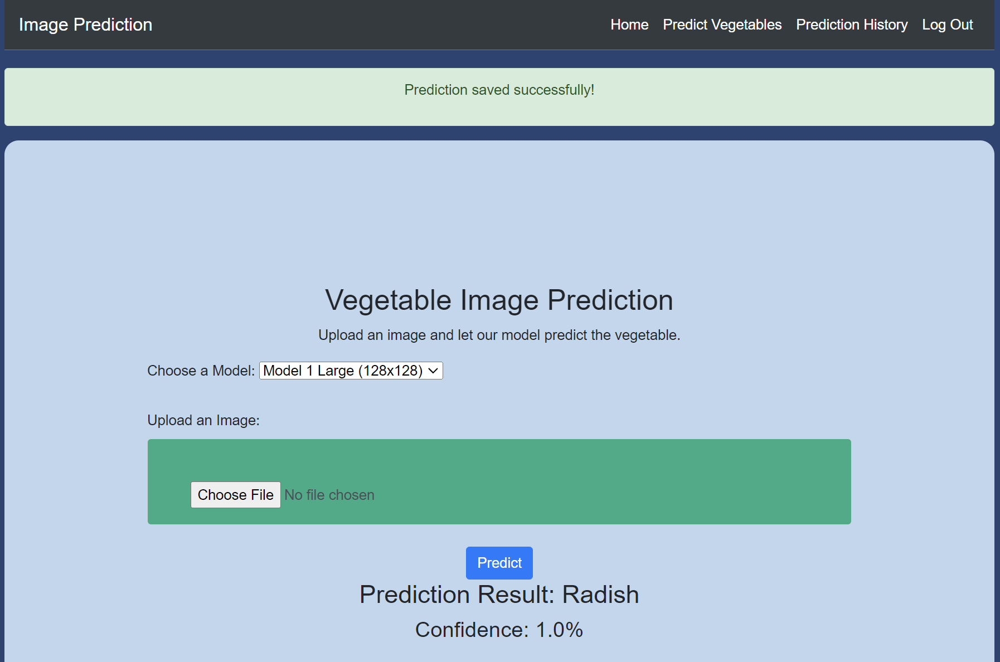 Image Prediction
Home Predict Vegetables Prediction History Log Out
Prediction saved successfully!
Vegetable Image Prediction
Upload an image and let our model predict the vegetable.
Choose a Model: Model 1 Large (128x128)
Upload an Image:
Choose File No file chosen
Predict
Prediction Result: Radish
Confidence: 1.0%